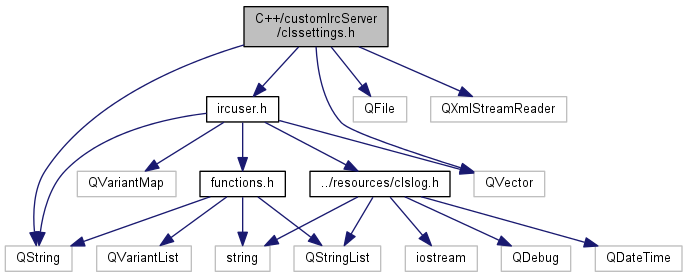 C++/customIrcServer
/clssettings.h
ircuser.h
QFile
QXmlStreamReader
QVariantMap
functions.h
../resources/clslog.h
QVector
QString
QVariantList
string
QStringList
iostream
QDebug
QDateTime